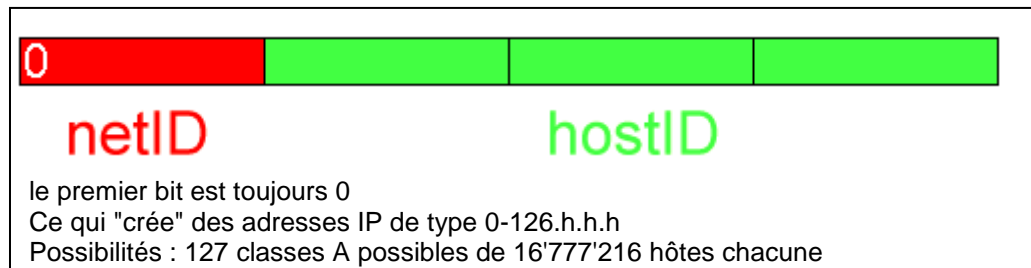 0
netID hostID
le premier bit est toujours 0
Ce qui "crée" des adresses IP de type 0-126.h.h.h
Possibilités : 127 classes A possibles de 16'777'216 hôtes chacune